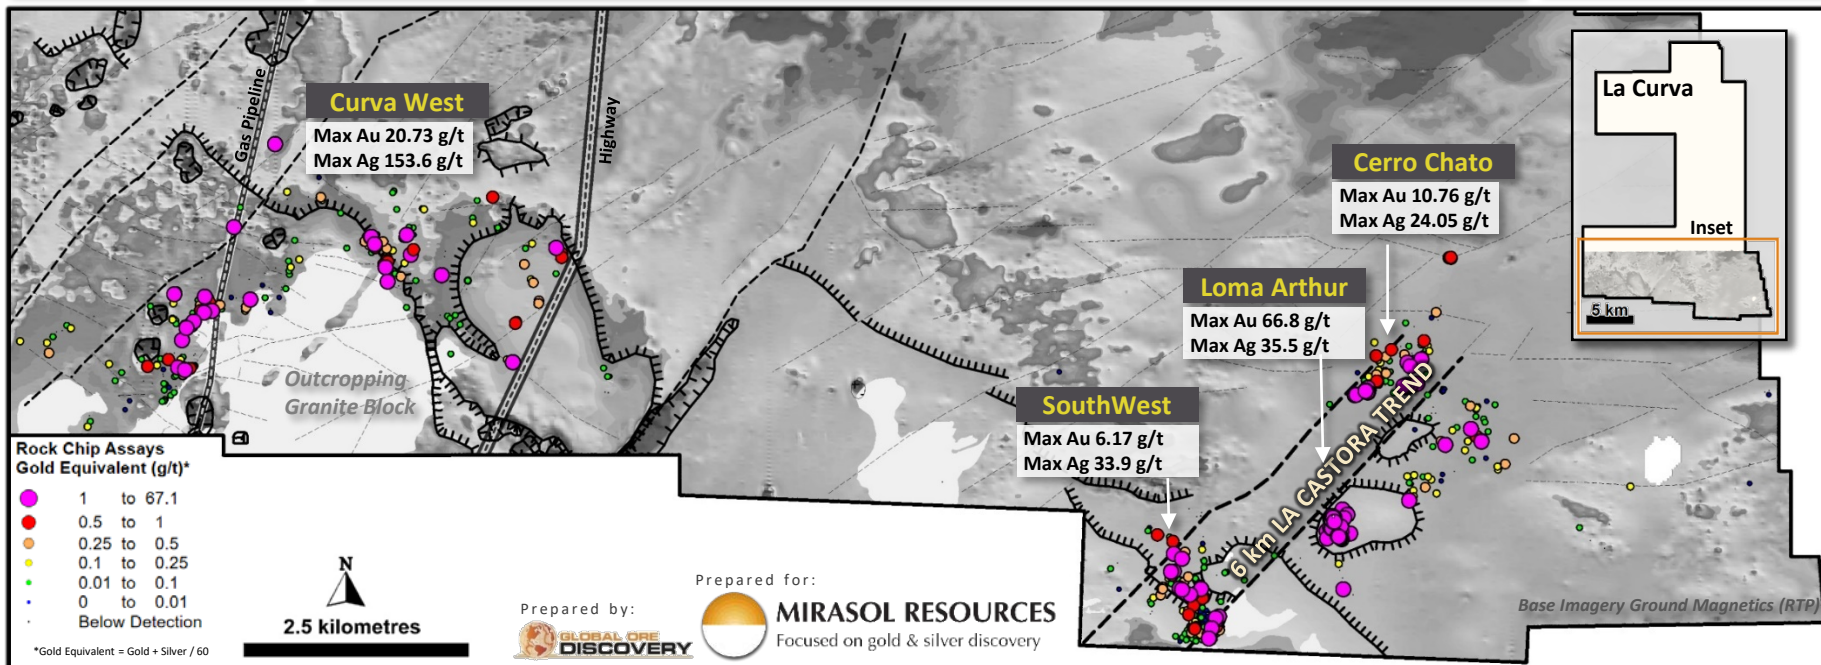 Curva West
Max Au 20.73 g/t
Max Ag 153.6 g/t
Gas Pipeline
Highway
Outcropping
Granite Block
Cerro Chato
Max Au 10.76 g/t
Max Ag 24.05 g/t
Loma Arthur
Max Au 66.8 g/t
Max Ag 35.5 g/t
SouthWest
Max Au 6.17 g/t
Max Ag 33.9 g/t
6 km LA CASTORA TREND
La Curva
Inset
5 km
Rock Chip Assays
Gold Equivalent (g/t)*
1 to 67.1
0.5 to 1
0.25 to 0.5
0.1 to 0.25
0.01 to 0.1
0 to 0.01
Below Detection
*Gold Equivalent = Gold + Silver / 60
N
2.5 kilometres
Prepared by:
GLOBAL ORE
DISCOVERY
Prepared for:
MIRASOL RESOURCES
Focused on gold & silver discovery
Base Imagery Ground Magnetics (RTP)